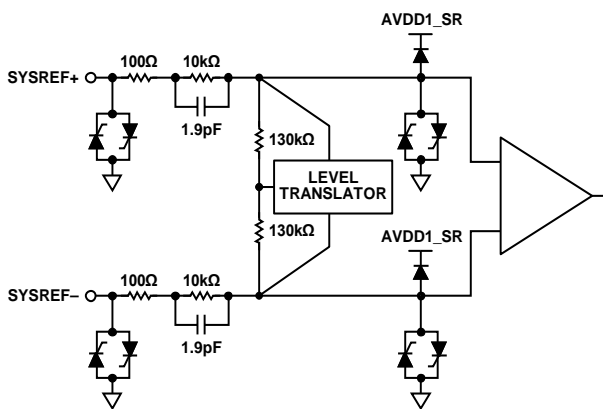 AVDD1_SR
100Ω 10kΩ
SYSREF+
1.9pF
130kΩ
LEVEL
TRANSLATOR
130kΩ
AVDD1_SR
100Ω 10kΩ
SYSREF–
1.9pF